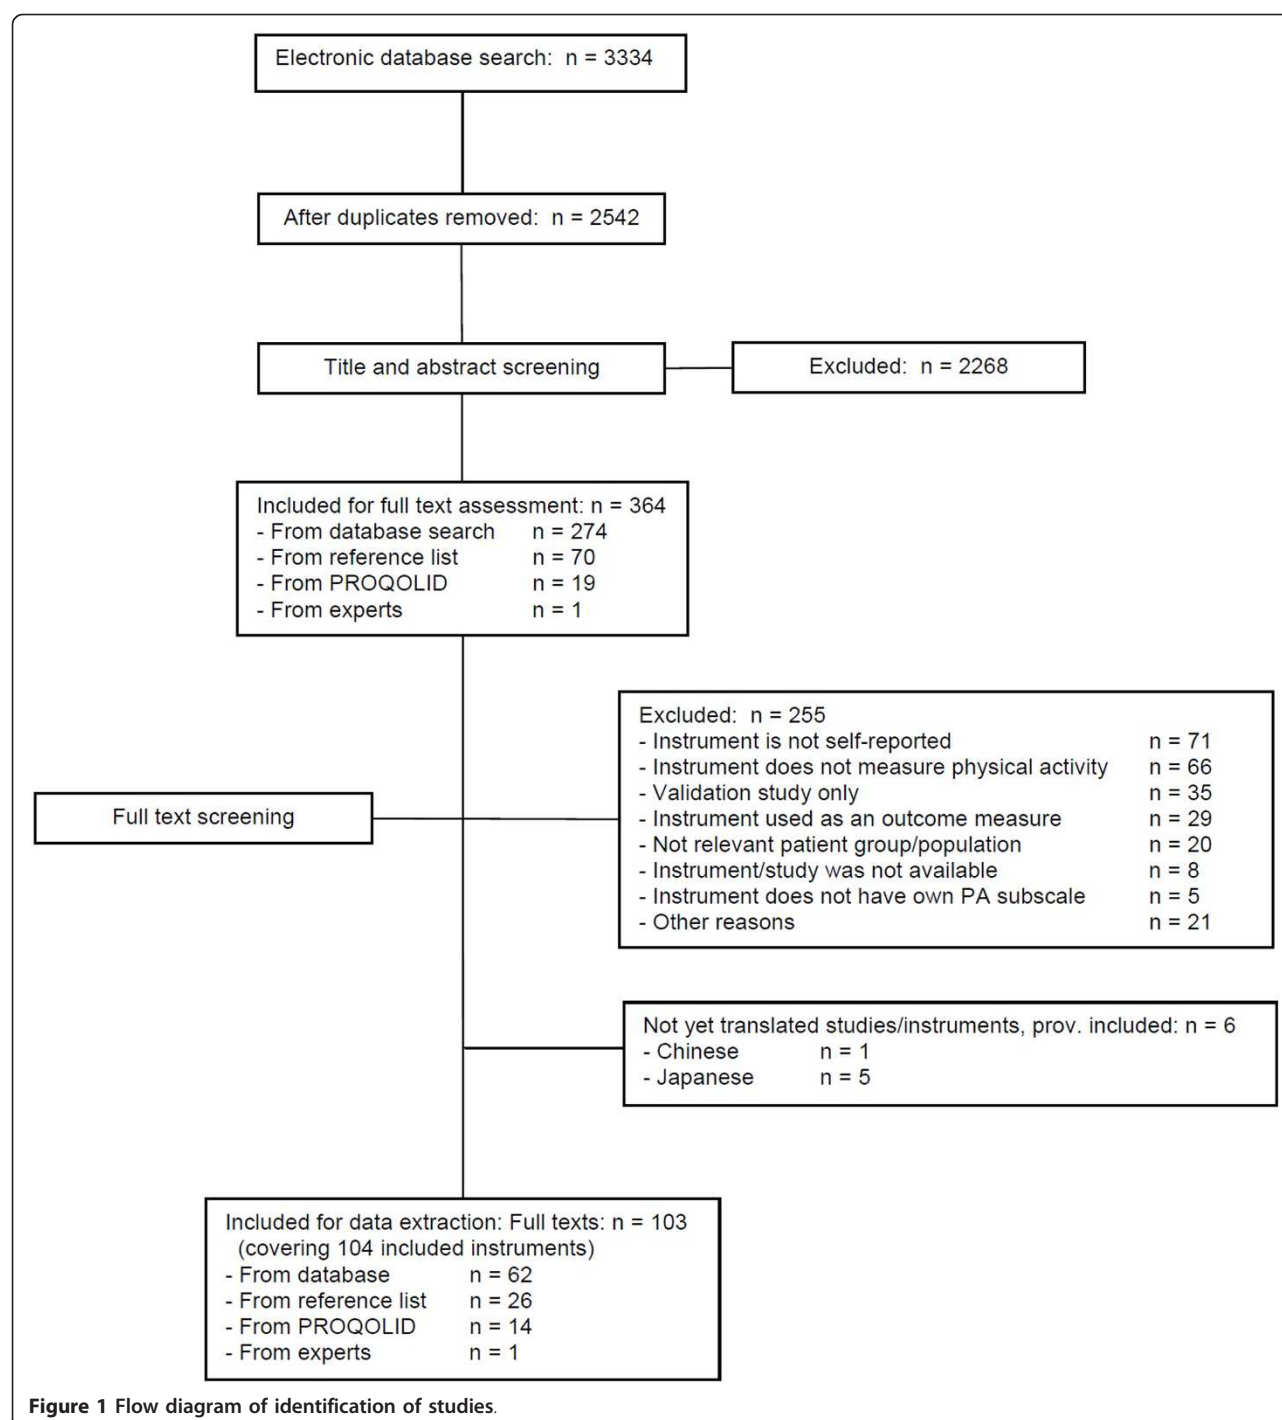 Electronic database search: n = 3334
After duplicates removed: n = 2542
Title and abstract screening
Excluded: n = 2268
Included for full text assessment: n = 364
- From database search n = 274
- From reference list n = 70
- From PROQOLID n = 19
- From experts n = 1
Excluded: n = 255
- Instrument is not self-reported n = 71
- Instrument does not measure physical activity n = 66
- Validation study only n = 35
- Instrument used as an outcome measure n = 29
- Not relevant patient group/population n = 20
- Instrument/study was not available n = 8
- Instrument does not have own PA subscale n = 5
- Other reasons n = 21
Full text screening
Not yet translated studies/instruments, prov. included: n = 6
- Chinese n = 1
- Japanese n = 5
Included for data extraction: Full texts: n = 103
(covering 104 included instruments)
- From database n = 62
- From reference list n = 26
- From PROQOLID n = 14
- From experts n = 1
Figure 1 Flow diagram of identification of studies.